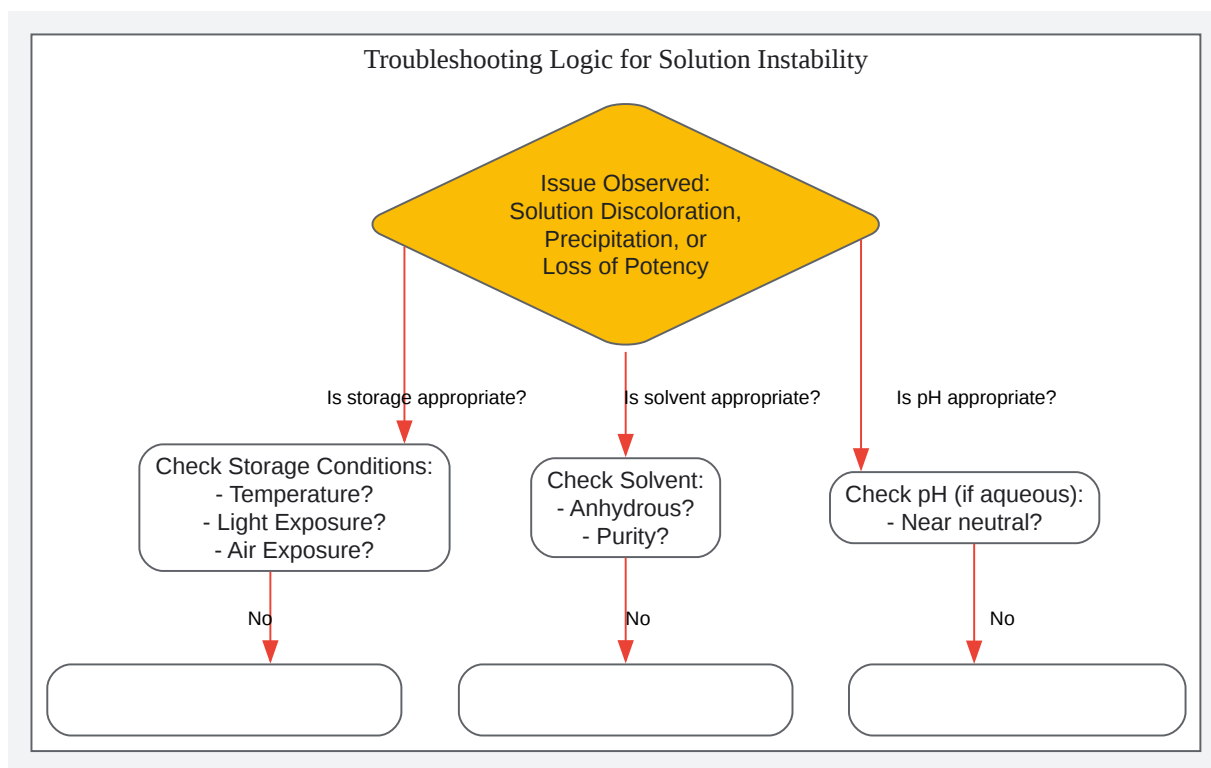 Troubleshooting Logic for Solution Instability
Issue Observed:
Solution Discoloration,
Precipitation, or
Loss of Potency
Is storage appropriate?
Is solvent appropriate?
Is pH appropriate?
Check Storage Conditions:
- Temperature?
- Light Exposure?
- Air Exposure?
Check Solvent:
- Anhydrous?
- Purity?
Check pH (if aqueous):
- Near neutral?
No
No
No